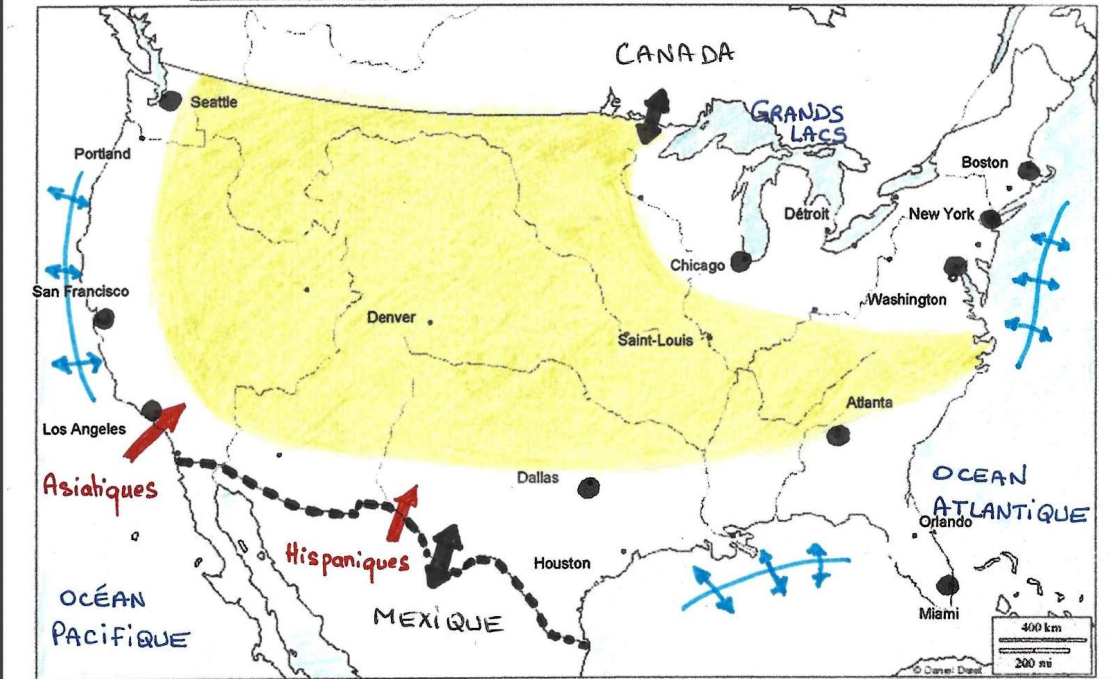 CANADA
Seattle
GRANDS
LACS
Portland
Boston
Détroit
New York
Chicago
San Francisco
Washington
Denver
Saint-Louis
Atlanta
Los Angeles
Dallas
Asiatiques
OCEAN
ATLANTIQUE
Orlando
Hispaniques
Houston
OCÉAN
PACIFIQUE
MEXIQUE
Miami
400 km
200 mi
© Daniel Dalet